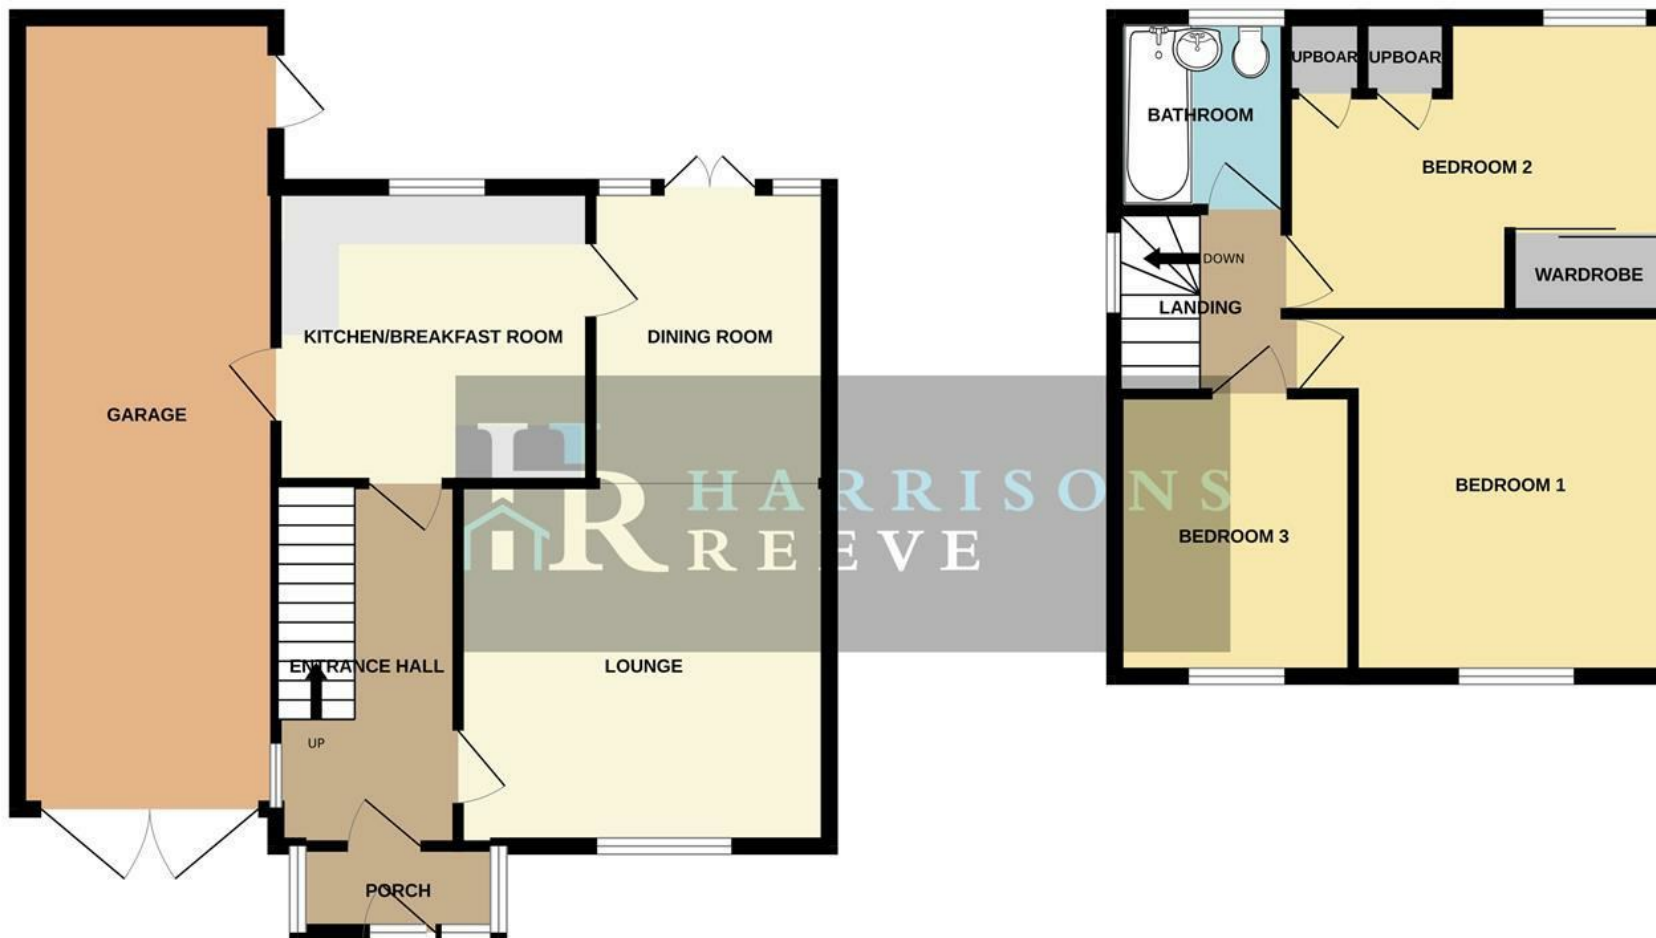 GARAGE
KITCHEN/BREAKFAST ROOM
DINING ROOM
ENTRANCE HALL
UP
LOUNGE
PORCH
HR HARRISONS
REEVE
BATHROOM
UPBOAR
UPBOAR
BEDROOM 2
WARDROBE
DOWN
LANDING
BEDROOM 1
BEDROOM 3